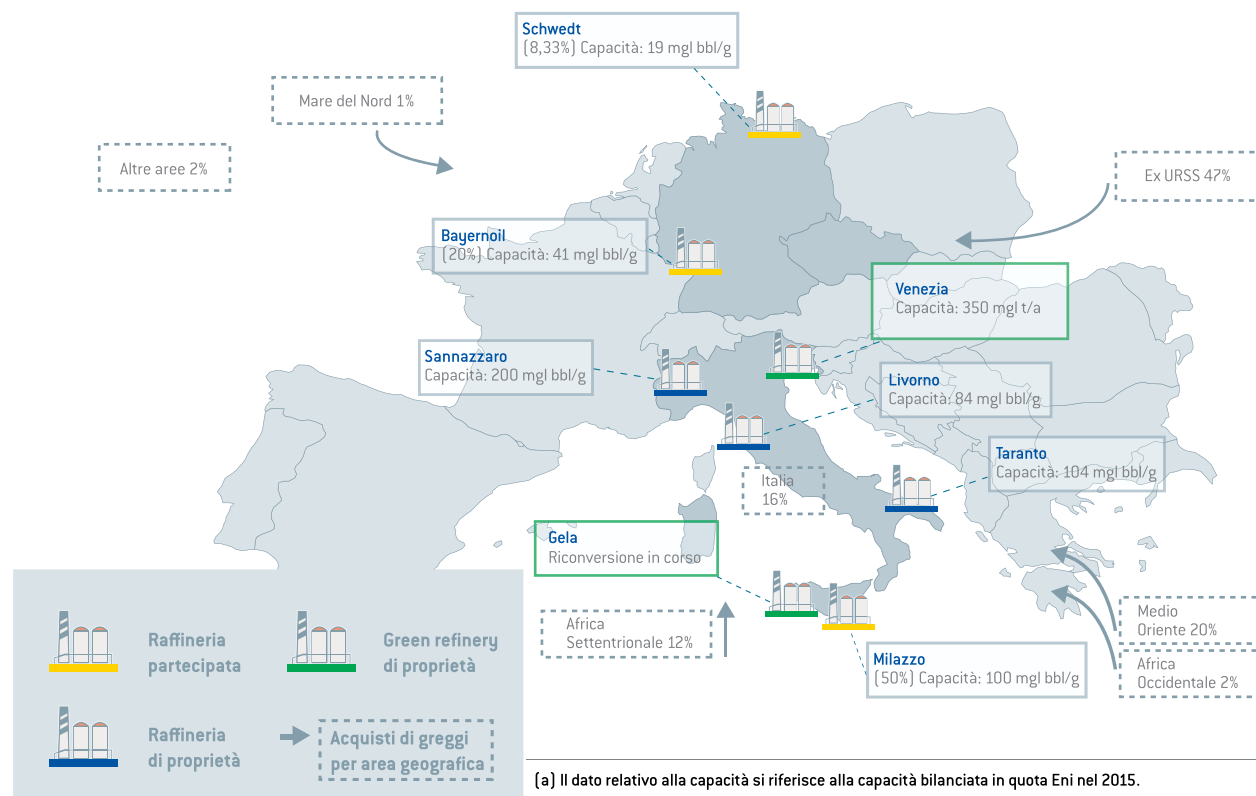 Schwedt
(8,33%) Capacità: 19 mgl bbl/g
Mare del Nord 1%
Altre aree 2%
Ex URSS 47%
Bayernoil
(20%) Capacità: 41 mgl bbl/g
Venezia
Capacità: 350 mgl t/a
Sannazzaro
Capacità: 200 mgl bbl/g
Livorno
Capacità: 84 mgl bbl/g
Taranto
Capacità: 104 mgl bbl/g
Italia
16%
Gela
Riconversione in corso
Africa
Settentrionale 12%
Medio
Oriente 20%
Africa
Occidentale 2%
Milazzo
(50%) Capacità: 100 mgl bbl/g
Raffineria
partecipata
Green refinery
di proprietà
Raffineria
di proprietà
Acquisti di greggi
per area geografica
(a) Il dato relativo alla capacità si riferisce alla capacità bilanciata in quota Eni nel 2015.